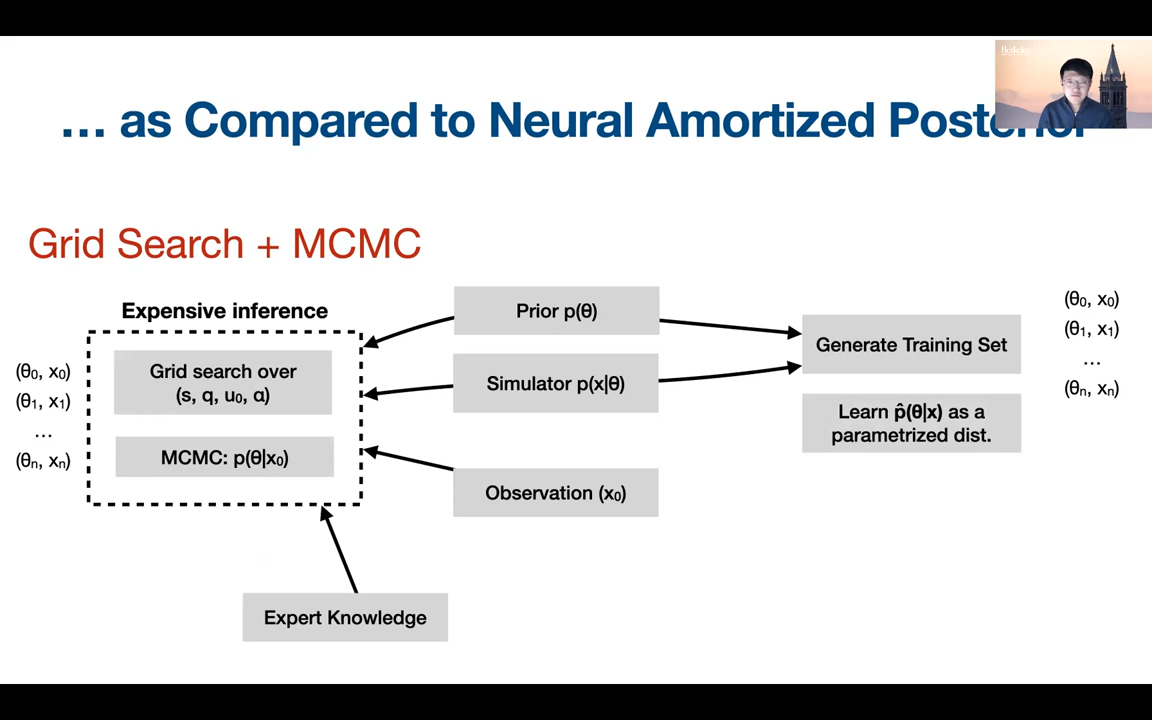 Berkeley
… as Compared to Neural Amortized Posterior
Grid Search + MCMC
Expensive inference
(θ₀, x₀)
(θ₁, x₁)
…
(θₙ, xₙ)
Grid search over
(s, q, u₀, α)
MCMC: p(θ|x₀)
Prior p(θ)
Simulator p(x|θ)
Observation (x₀)
Expert Knowledge
Generate Training Set
Learn p̂(θ|x) as a
parametrized dist.
(θ₀, x₀)
(θ₁, x₁)
…
(θₙ, xₙ)